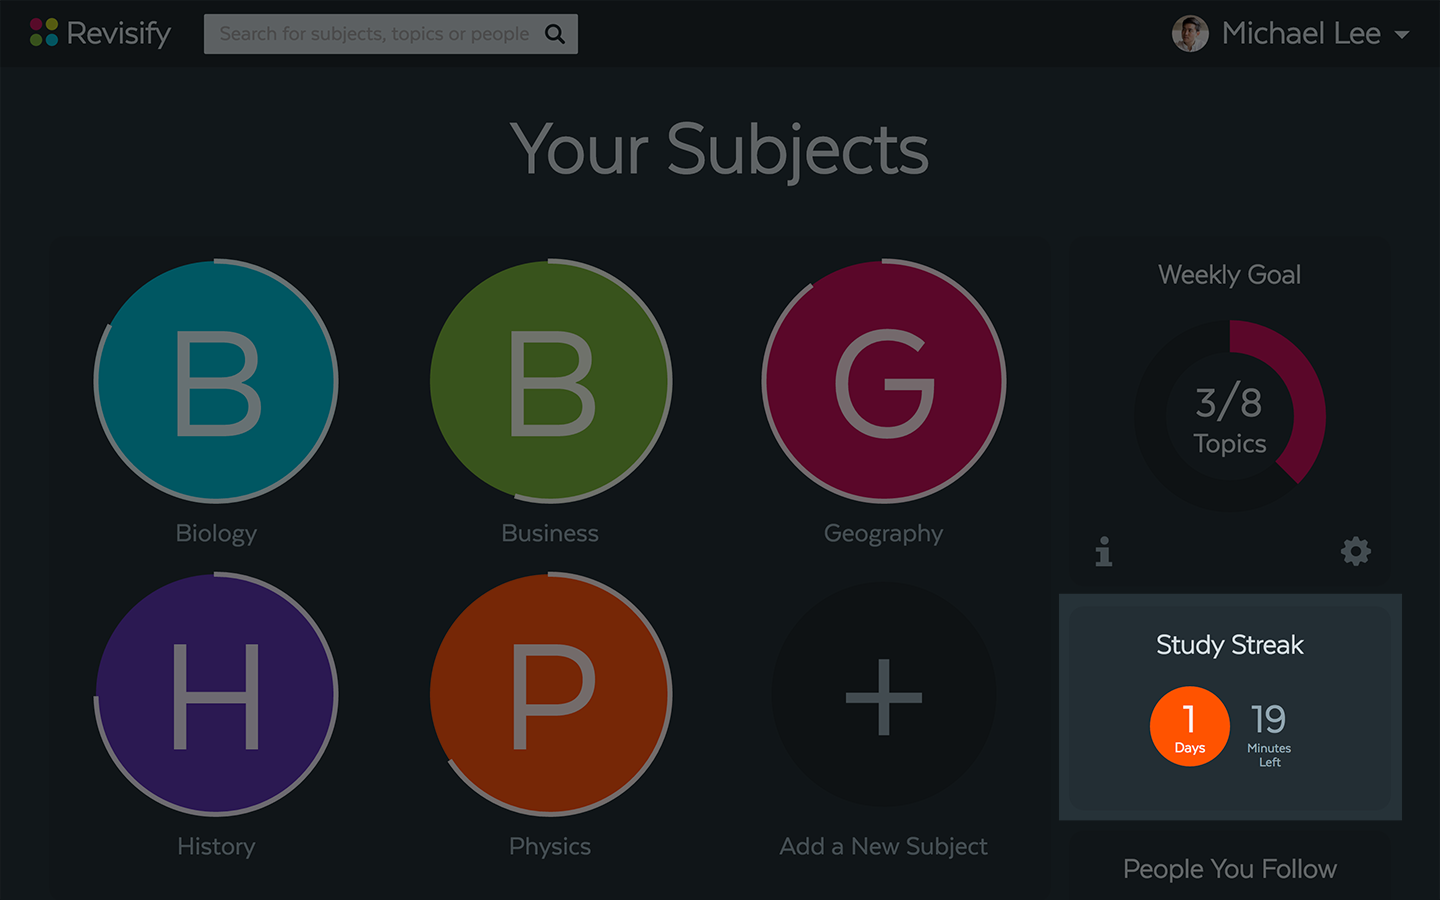 Revisify
Search for subjects, topics or people
Michael Lee
Your Subjects
B
Biology
B
Business
G
Geography
H
History
P
Physics
Add a New Subject
Weekly Goal
3/8
Topics
Study Streak
1
Days
19
Minutes
Left
People You Follow